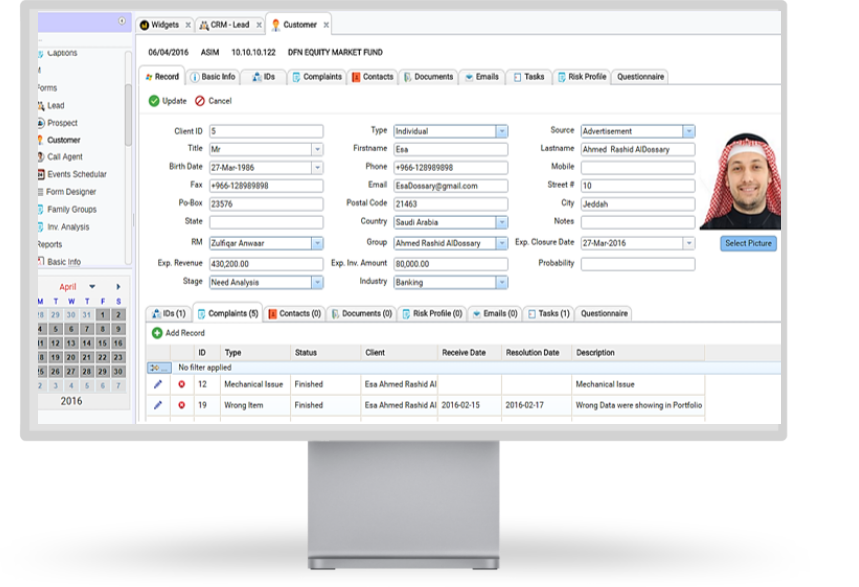 Widgets x CRM - Lead x Customer x
06/04/2016 ASIM 10.10.10.122 DFN EQUITY MARKET FUND
Record Basic Info IDs Complaints Contacts Documents Emails Tasks Risk Profile Questionnaire
Update Cancel
Captions
Lead
Prospect
Customer
Call Agent
Events Schedular
Form Designer
Family Groups
Inv. Analysis
Basic Info
April
M T W T F S
28 29 30 31 1 2
4 5 6 7 8 9
11 12 13 14 15 16
18 19 20 21 22 23
25 26 27 28 29 30
2 3 4 5 6 7
2016
Client ID 5 Type Individual Source Advertisement
Title Mr Firstname Esa Lastname Ahmed Rashid AlDossary
Birth Date 27-Mar-1986 Phone +966-128989898 Mobile
Fax +966-128989898 Email EsaDossary@gmail.com Street # 10
Po-Box 23576 Postal Code 21463 City Jeddah
State Country Saudi Arabia Notes
RM Zulfiqar Anwaar Group Ahmed Rashid AlDossary Exp. Closure Date 27-Mar-2016 Select Picture
Exp. Revenue 430,200.00 Exp. Inv. Amount 80,000.00 Probability
Stage Need Analysis Industry Banking
IDs (1) Complaints (5) Contacts (0) Documents (0) Risk Profile (0) Emails (0) Tasks (1) Questionnaire
Add Record
ID Type Status Client Receive Date Resolution Date Description
No filter applied
12 Mechanical Issue Finished Esa Ahmed Rashid Al Mechanical Issue
19 Wrong Item Finished Esa Ahmed Rashid Al 2016-02-15 2016-02-17 Wrong Data were showing in Portfolio